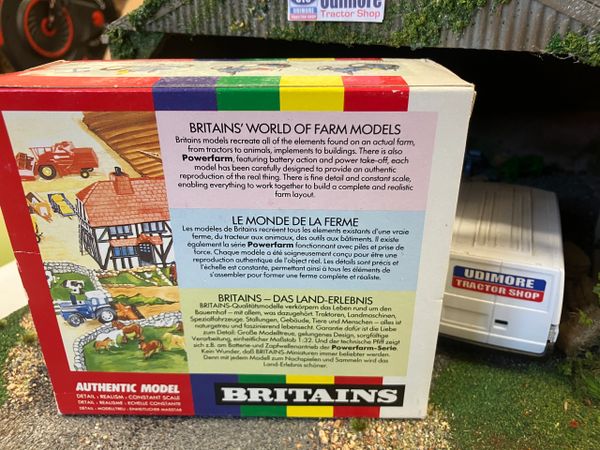 UDIMORE
TRACTOR SHOP
Udimore
Tractor Shop
BRITAINS' WORLD OF FARM MODELS
Britains models recreate all of the elements found on an actual farm,
from tractors to animals, implements to buildings. There is also
Powerfarm, featuring battery action and power take-off, each
model has been carefully designed to provide an authentic
reproduction of the real thing. There is fine detail and constant scale,
enabling everything to work together to build a complete and realistic
farm layout.
LE MONDE DE LA FERME
Les modèles de Britains recréent tous les éléments existants d'une vraie
ferme, du tracteur aux animaux, des outils aux bâtiments. Il existe
également la série Powerfarm fonctionnant avec piles et prise de
force. Chaque modèle a été soigneusement conçu pour être une
reproduction authentique de l'objet réel. Les détails sont précis et
l'échelle est constante, permettant ainsi à tous les éléments de
s'assembler pour former une ferme complète et réaliste.
BRITAINS – DAS LAND-ERLEBNIS
BRITAINS-Qualitätsmodelle verkörpern das Leben rund um den
Bauernhof – mit allem, was dazugehört. Traktoren, Landmaschinen,
Spezialfahrzeuge. Stallungen, Gebäude, Tiere und Menschen – alles ist
naturgetreu und faszinierend lebensecht. Garantie dafür ist die Liebe
zum Detail: Große Modelltreue, gelungenes Design, sorgfältige
Verarbeitung, einheitlicher Maßstab 1:32. Und der technische Pfiff zeigt
sich z.B. am Batterie-und Zapfwellenantrieb der Powerfarm-Serie.
Kein Wunder, daß BRITAINS-Miniaturen immer beliebter werden.
Denn mit jedem Modell zum Nachspielen und Sammeln wird das
Land-Erlebnis schöner.
AUTHENTIC MODEL
DETAIL · REALISM · CONSTANT SCALE
DETAIL · REALISME · ECHELLE CONSTANTE
DETAIL · MODELLTREU · EINHEITLICHER MASSTAB
BRITAINS
UDIMORE
TRACTOR SHOP